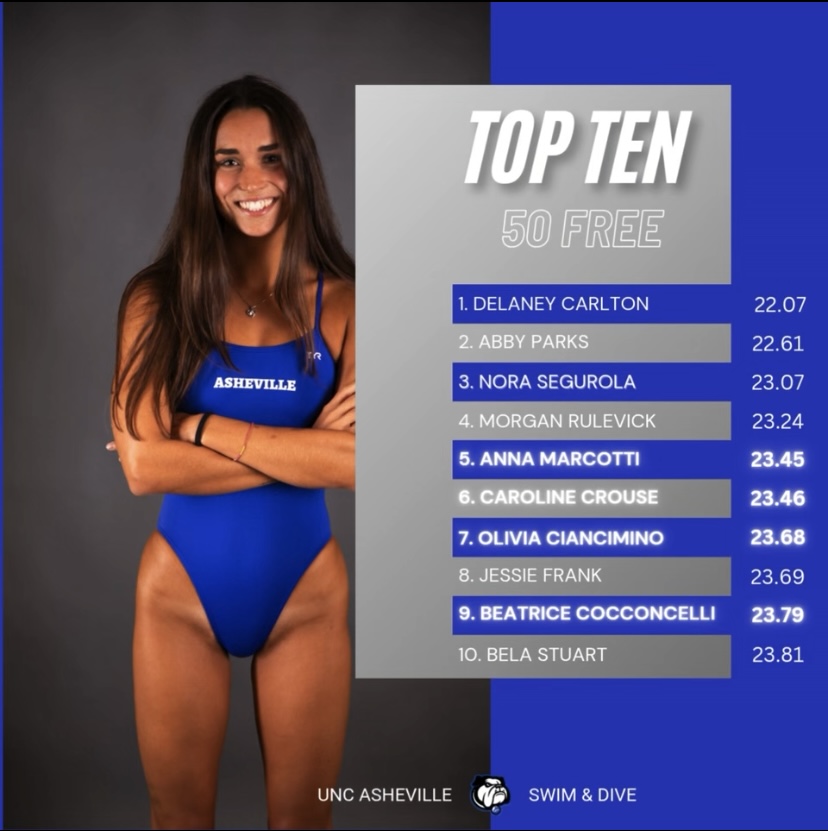 TOP TEN
50 FREE
1. DELANEY CARLTON 22.07
2. ABBY PARKS 22.61
3. NORA SEGUROLA 23.07
4. MORGAN RULEVICK 23.24
5. ANNA MARCOTTI 23.45
6. CAROLINE CROUSE 23.46
7. OLIVIA CIANCIMINO 23.68
8. JESSIE FRANK 23.69
9. BEATRICE COCCONCELLI 23.79
10. BELA STUART 23.81
ASHEVILLE
UNC ASHEVILLE SWIM & DIVE